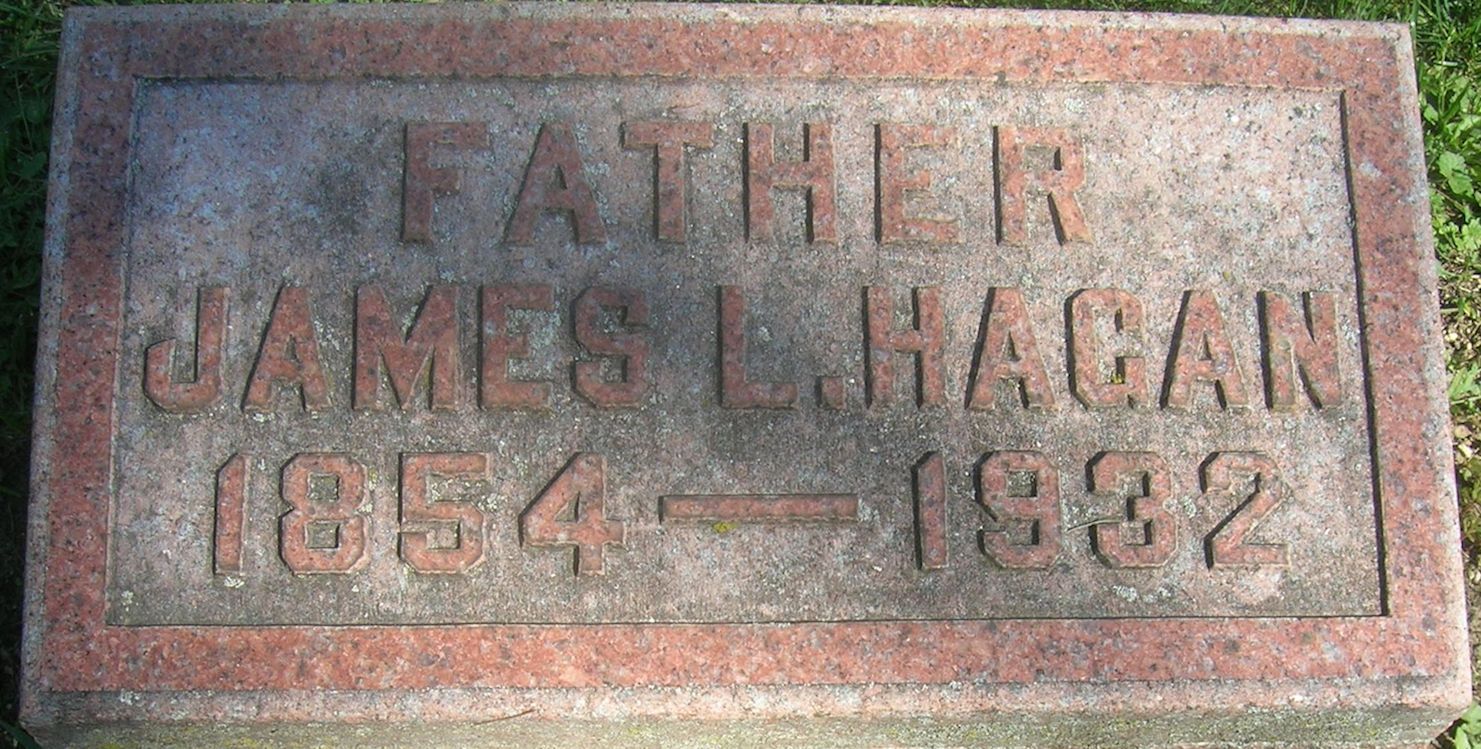 FATHER
JAMES L. HAGAN
1854 — 1932